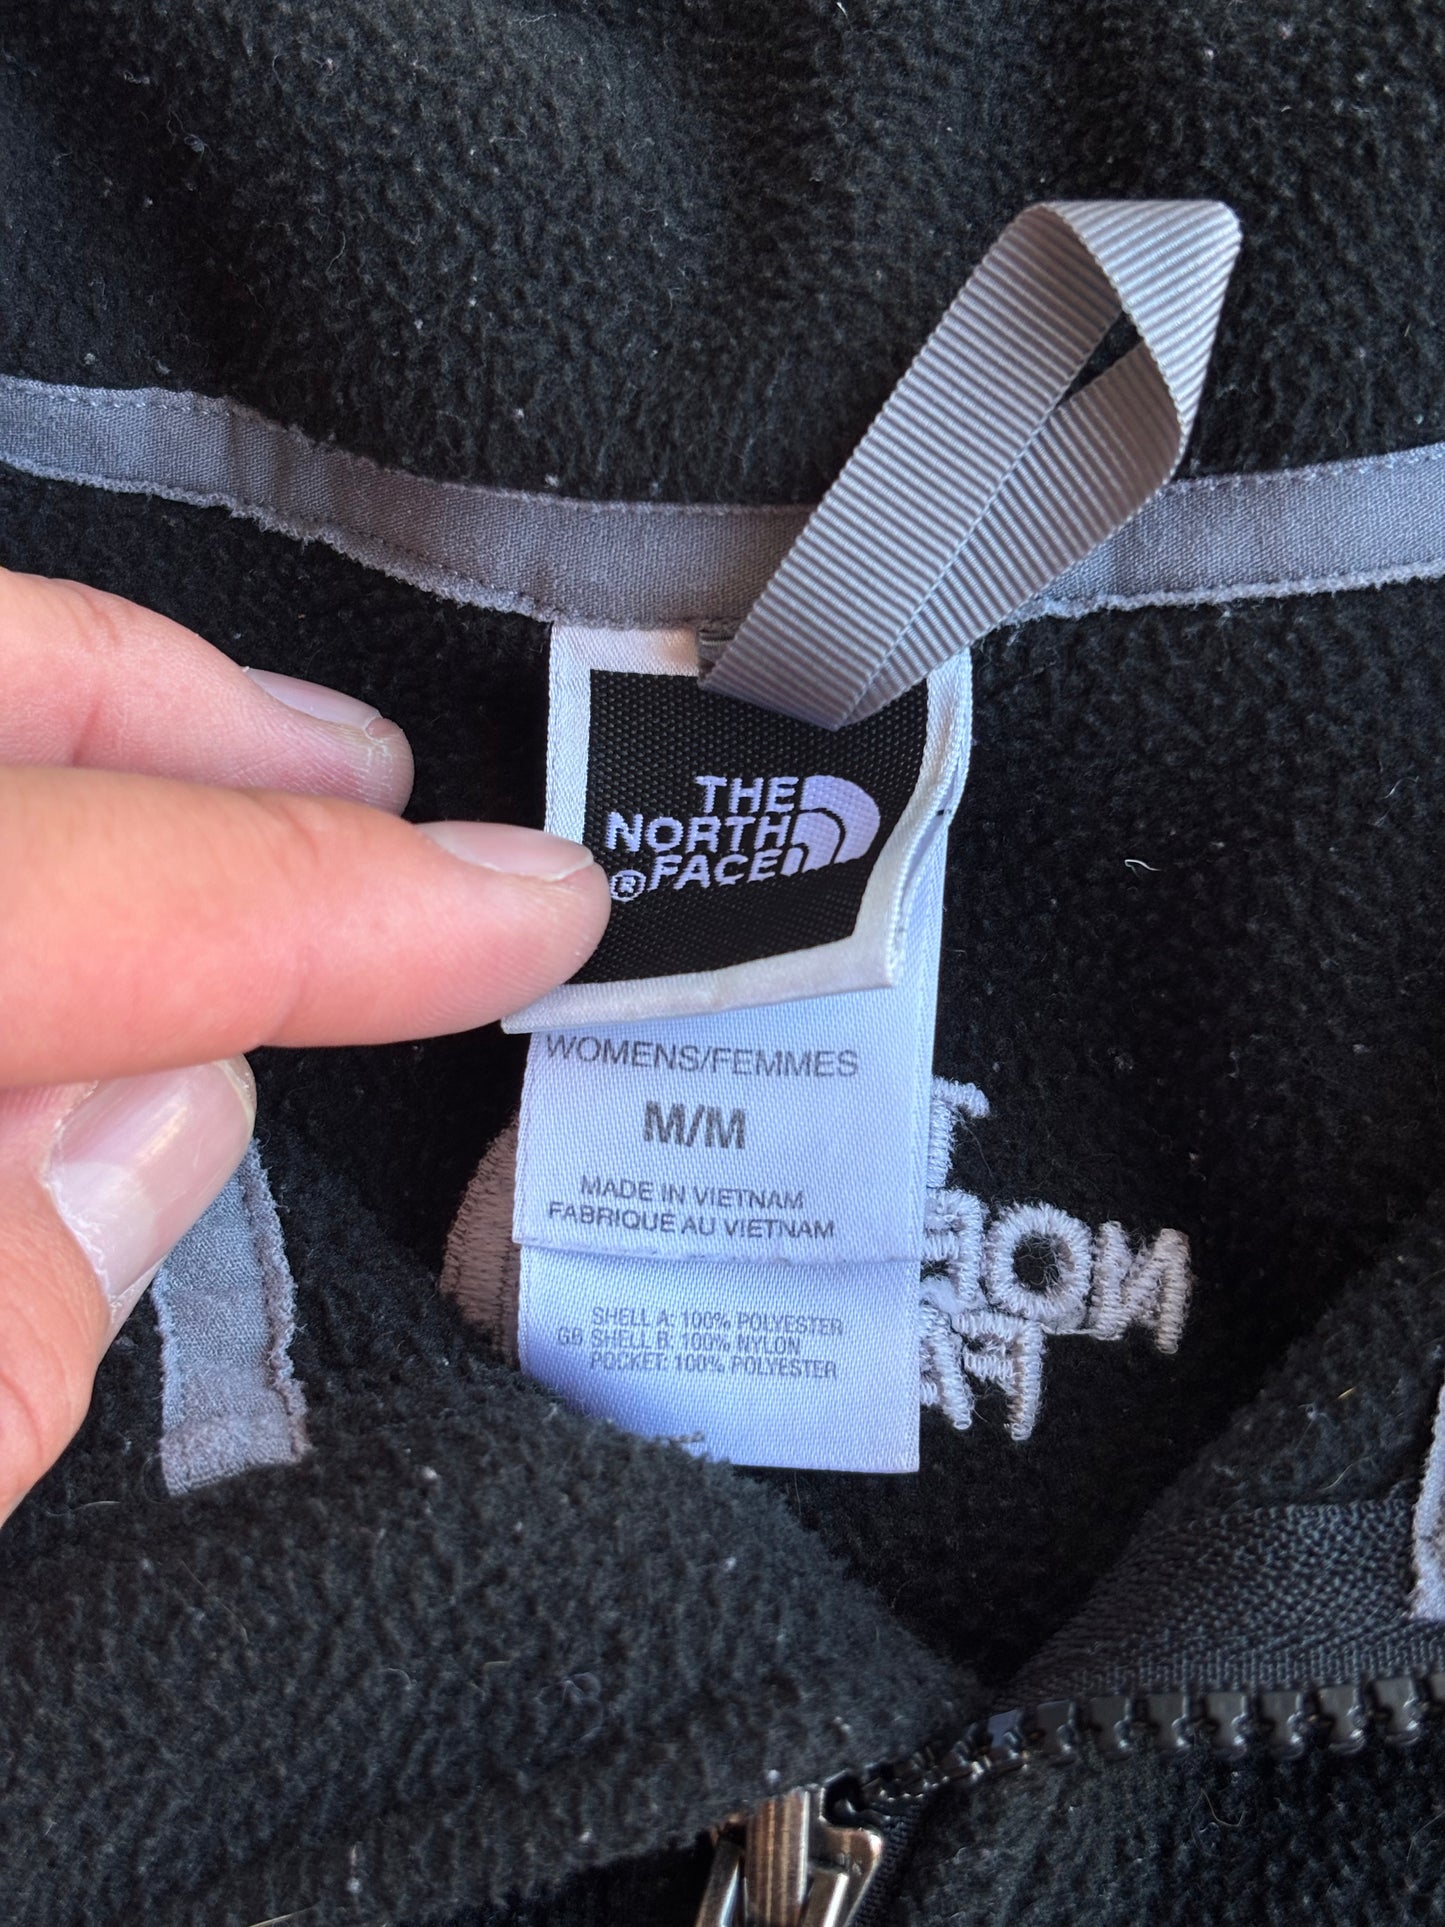 THE
NORTH
® FACE
WOMENS/FEMMES
M/M
MADE IN VIETNAM
FABRIQUE AU VIETNAM
SHELL A: 100% POLYESTER
GB SHELL B: 100% NYLON
POCKET: 100% POLYESTER